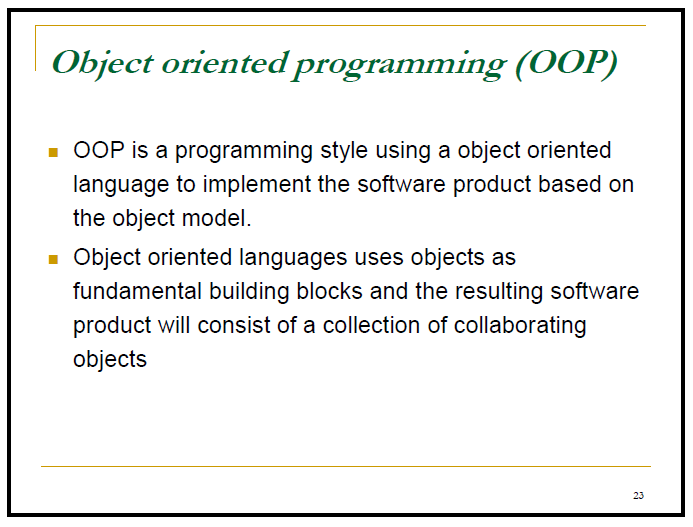 Object oriented programming (OOP)
OOP is a programming style using a object oriented
language to implement the software product based on
the object model.
Object oriented languages uses objects as
fundamental building blocks and the resulting software
product will consist of a collection of collaborating
objects
23